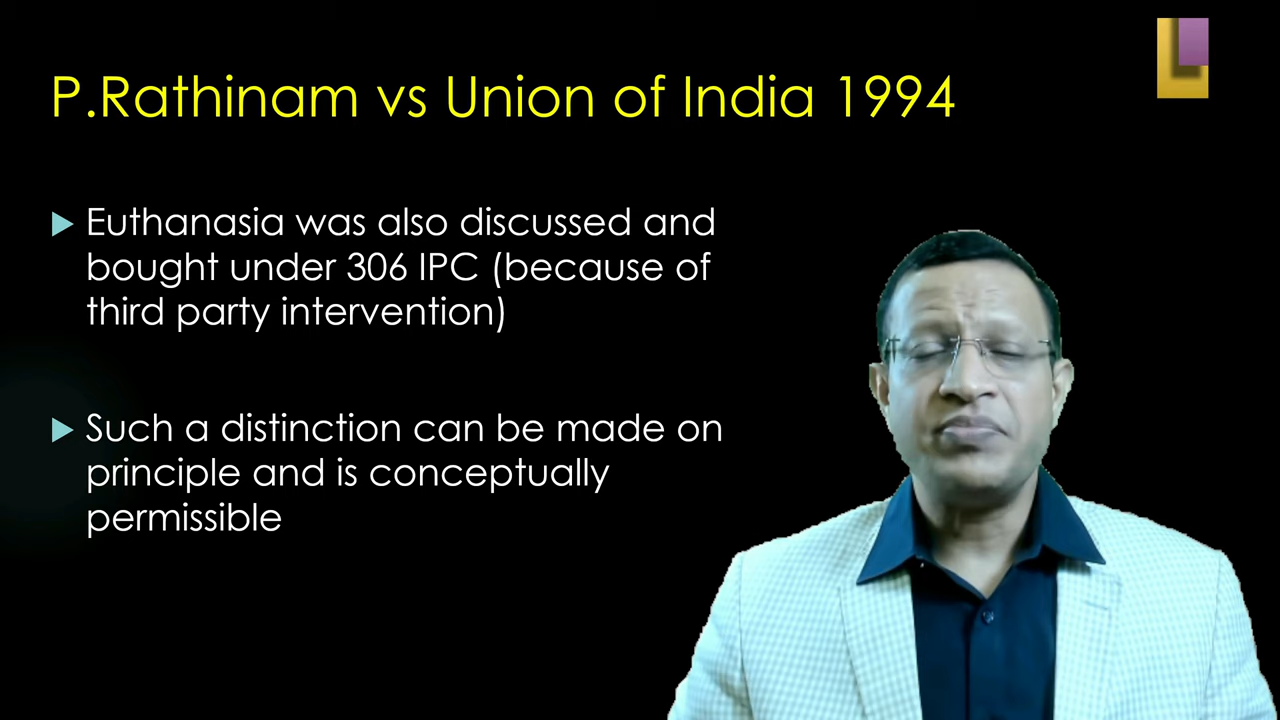 P.Rathinam vs Union of India 1994
Euthanasia was also discussed and
bought under 306 IPC (because of
third party intervention)
Such a distinction can be made on
principle and is conceptually
permissible